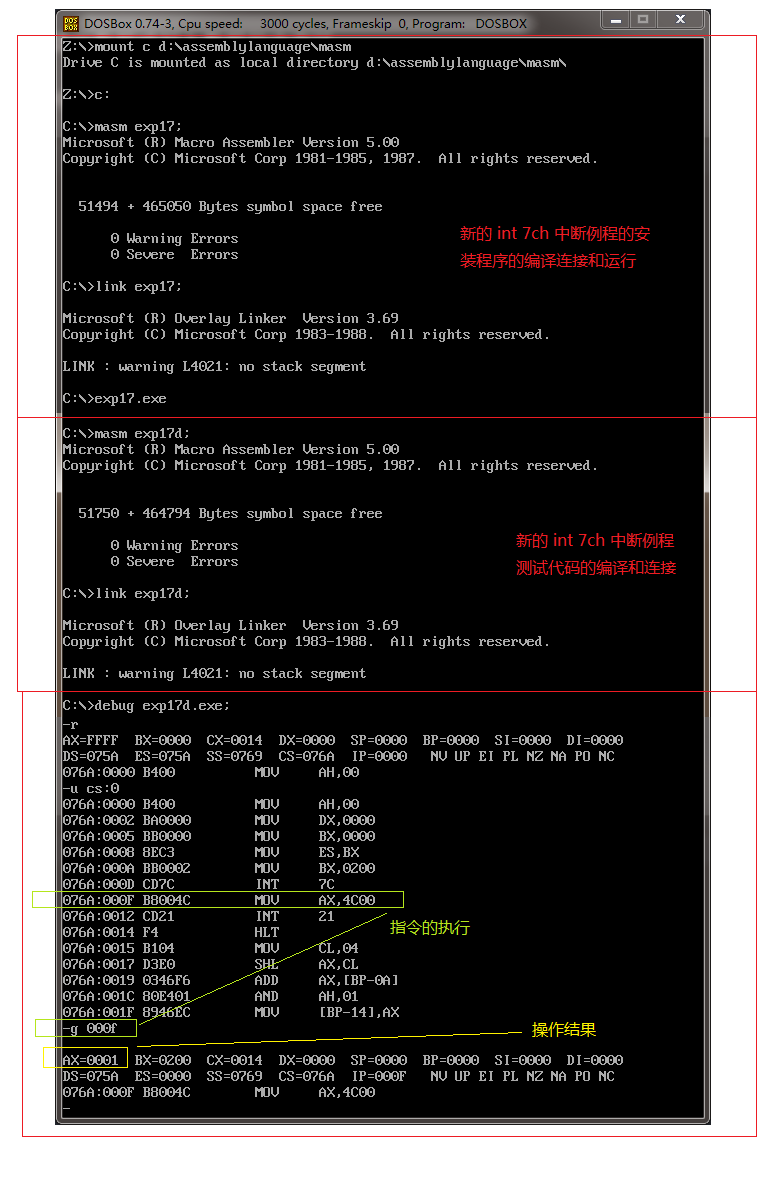 DOSBox 0.74-3, Cpu speed: 3000 cycles, Frameskip 0, Program: DOSBOX
Z:\>mount c d:\assemblylanguage\masm
Drive C is mounted as local directory d:\assemblylanguage\masm\
Z:\>c:
C:\>masm exp17;
Microsoft (R) Macro Assembler Version 5.00
Copyright (C) Microsoft Corp 1981-1985, 1987.  All rights reserved.
51494 + 465050 Bytes symbol space free
0 Warning Errors
0 Severe  Errors
新的 int 7ch 中断例程的安
装程序的编译连接和运行
C:\>link exp17;
Microsoft (R) Overlay Linker  Version 3.69
Copyright (C) Microsoft Corp 1983-1988.  All rights reserved.
LINK : warning L4021: no stack segment
C:\>exp17.exe
C:\>masm exp17d;
Microsoft (R) Macro Assembler Version 5.00
Copyright (C) Microsoft Corp 1981-1985, 1987.  All rights reserved.
51750 + 464794 Bytes symbol space free
0 Warning Errors
0 Severe  Errors
新的 int 7ch 中断例程
测试代码的编译和连接
C:\>link exp17d;
Microsoft (R) Overlay Linker  Version 3.69
Copyright (C) Microsoft Corp 1983-1988.  All rights reserved.
LINK : warning L4021: no stack segment
C:\>debug exp17d.exe;
-r
AX=FFFF  BX=0000  CX=0014  DX=0000  SP=0000  BP=0000  SI=0000  DI=0000
DS=075A  ES=075A  SS=0769  CS=076A  IP=0000   NV UP EI PL NZ NA PO NC
076A:0000 B400          MOV     AH,00
-u cs:0
076A:0000 B400          MOV     AH,00
076A:0002 BA0000        MOV     DX,0000
076A:0005 BB0000        MOV     BX,0000
076A:0008 8EC3          MOV     ES,BX
076A:000A BB0002        MOV     BX,0200
076A:000D CD7C          INT     7C
076A:000F B8004C        MOV     AX,4C00
076A:0012 CD21          INT     21
076A:0014 F4            HLT
076A:0015 B104          MOV     CL,04
076A:0017 D3E0          SHL     AX,CL
076A:0019 0346F6        ADD     AX,[BP-0A]
076A:001C 80E401        AND     AH,01
076A:001F 8946EC        MOV     [BP-14],AX
指令的执行
-g 000f
操作结果
AX=0001  BX=0200  CX=0014  DX=0000  SP=0000  BP=0000  SI=0000  DI=0000
DS=075A  ES=0000  SS=0769  CS=076A  IP=000F   NV UP EI PL NZ NA PO NC
076A:000F B8004C        MOV     AX,4C00
-